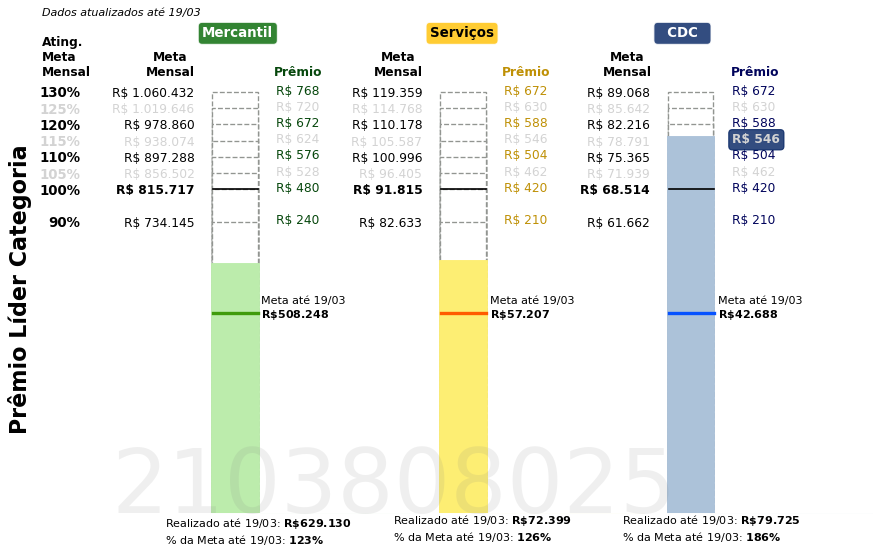 Dados atualizados até 19/03
Mercantil Serviços CDC
Ating. Meta Mensal Meta Mensal Prêmio Meta Mensal Prêmio Meta Mensal Prêmio
130% R$ 1.060.432 R$ 768 R$ 119.359 R$ 672 R$ 89.068 R$ 672
125% R$ 1.019.646 R$ 720 R$ 114.768 R$ 630 R$ 85.642 R$ 630
120% R$ 978.860 R$ 672 R$ 110.178 R$ 588 R$ 82.216 R$ 588
115% R$ 938.074 R$ 624 R$ 105.587 R$ 546 R$ 78.791 R$ 546
110% R$ 897.288 R$ 576 R$ 100.996 R$ 504 R$ 75.365 R$ 504
105% R$ 856.502 R$ 528 R$ 96.405 R$ 462 R$ 71.939 R$ 462
100% R$ 815.717 R$ 480 R$ 91.815 R$ 420 R$ 68.514 R$ 420
90% R$ 734.145 R$ 240 R$ 82.633 R$ 210 R$ 61.662 R$ 210
Prêmio Líder Categoria
Meta até 19/03 Meta até 19/03 Meta até 19/03
R$508.248 R$57.207 R$42.688
2103808025
Realizado até 19/03: R$629.130 Realizado até 19/03: R$72.399 Realizado até 19/03: R$79.725
% da Meta até 19/03: 123% % da Meta até 19/03: 126% % da Meta até 19/03: 186%